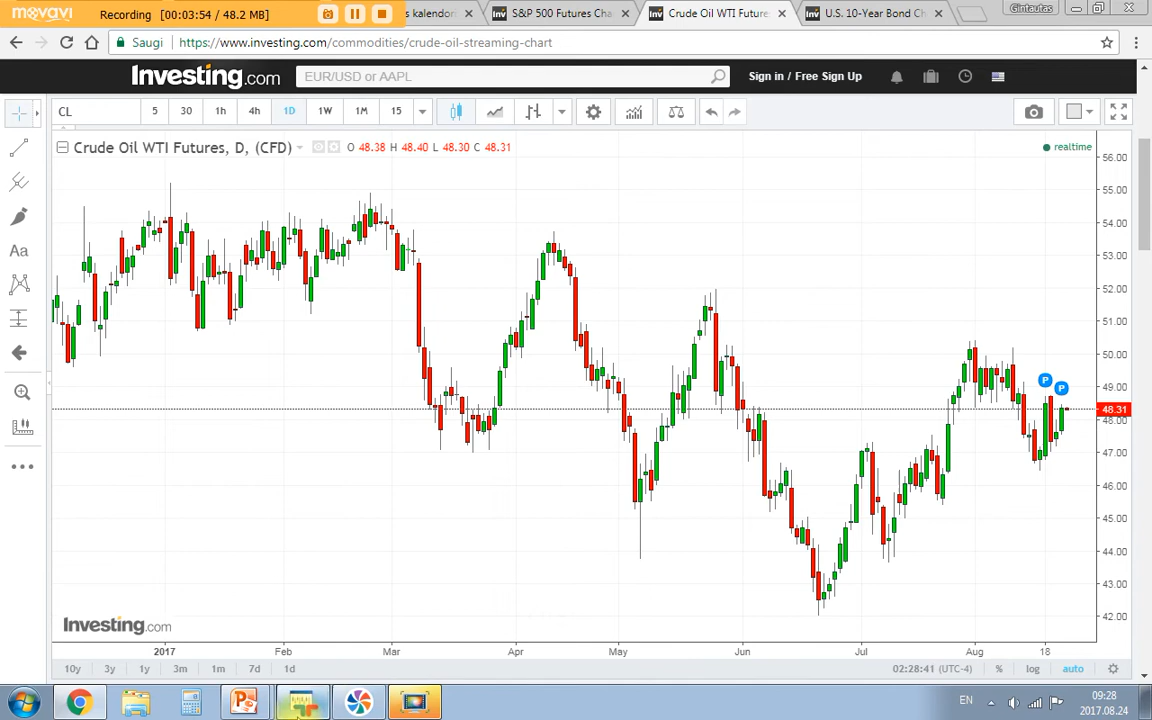 movavi Recording (00:03:54 / 48.2 MB) s kalendor S&P 500 Futures Cha Crude Oil WTI Future U.S. 10-Year Bond Ch Gintautas
Saugi https://www.investing.com/commodities/crude-oil-streaming-chart
Investing.com EUR/USD or AAPL Sign in / Free Sign Up
CL 5 30 1h 4h 1D 1W 1M 15
Crude Oil WTI Futures, D, (CFD) O 48.38 H 48.40 L 48.30 C 48.31 realtime
56.00
55.00
54.00
53.00
52.00
51.00
50.00
49.00
P P
48.31
48.00
47.00
46.00
45.00
44.00
43.00
42.00
Aa
Investing.com
2017 Feb Mar Apr May Jun Jul Aug 18
10y 3y 1y 3m 1m 7d 1d 02:28:41 (UTC-4) % log auto
EN 09:28
2017.08.24